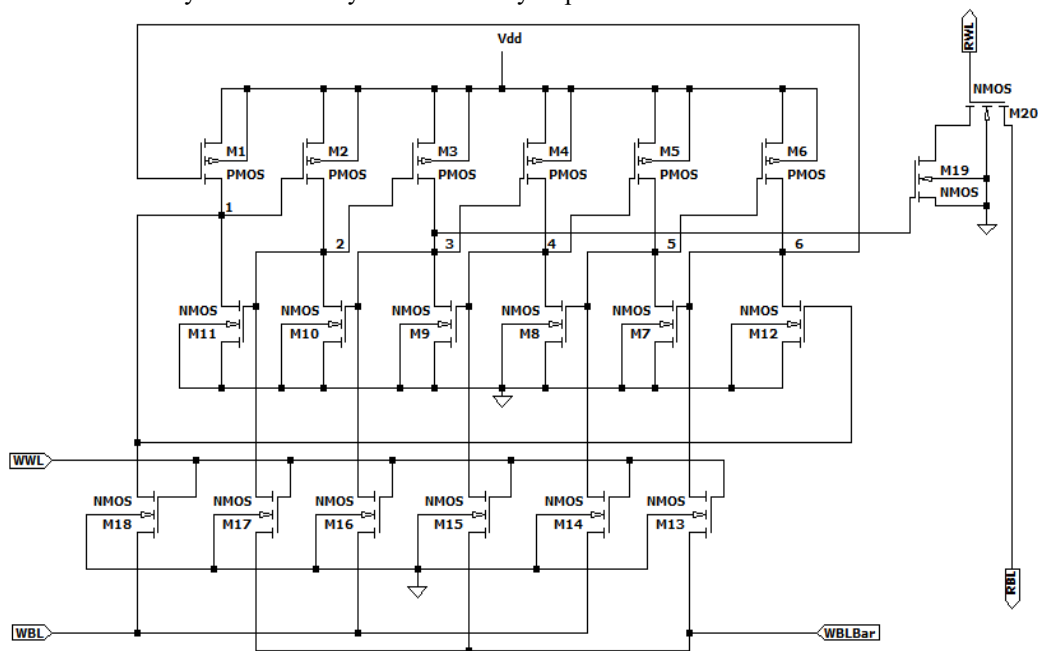 Vdd
RWL
NMOS
M20
M1
PMOS
M2
PMOS
M3
PMOS
M4
PMOS
M5
PMOS
M6
PMOS
M19
NMOS
1
2
3
4
5
6
NMOS
M11
NMOS
M10
NMOS
M9
NMOS
M8
NMOS
M7
NMOS
M12
WWL
NMOS
M18
NMOS
M17
NMOS
M16
NMOS
M15
NMOS
M14
NMOS
M13
RBL
WBL
WBLBar